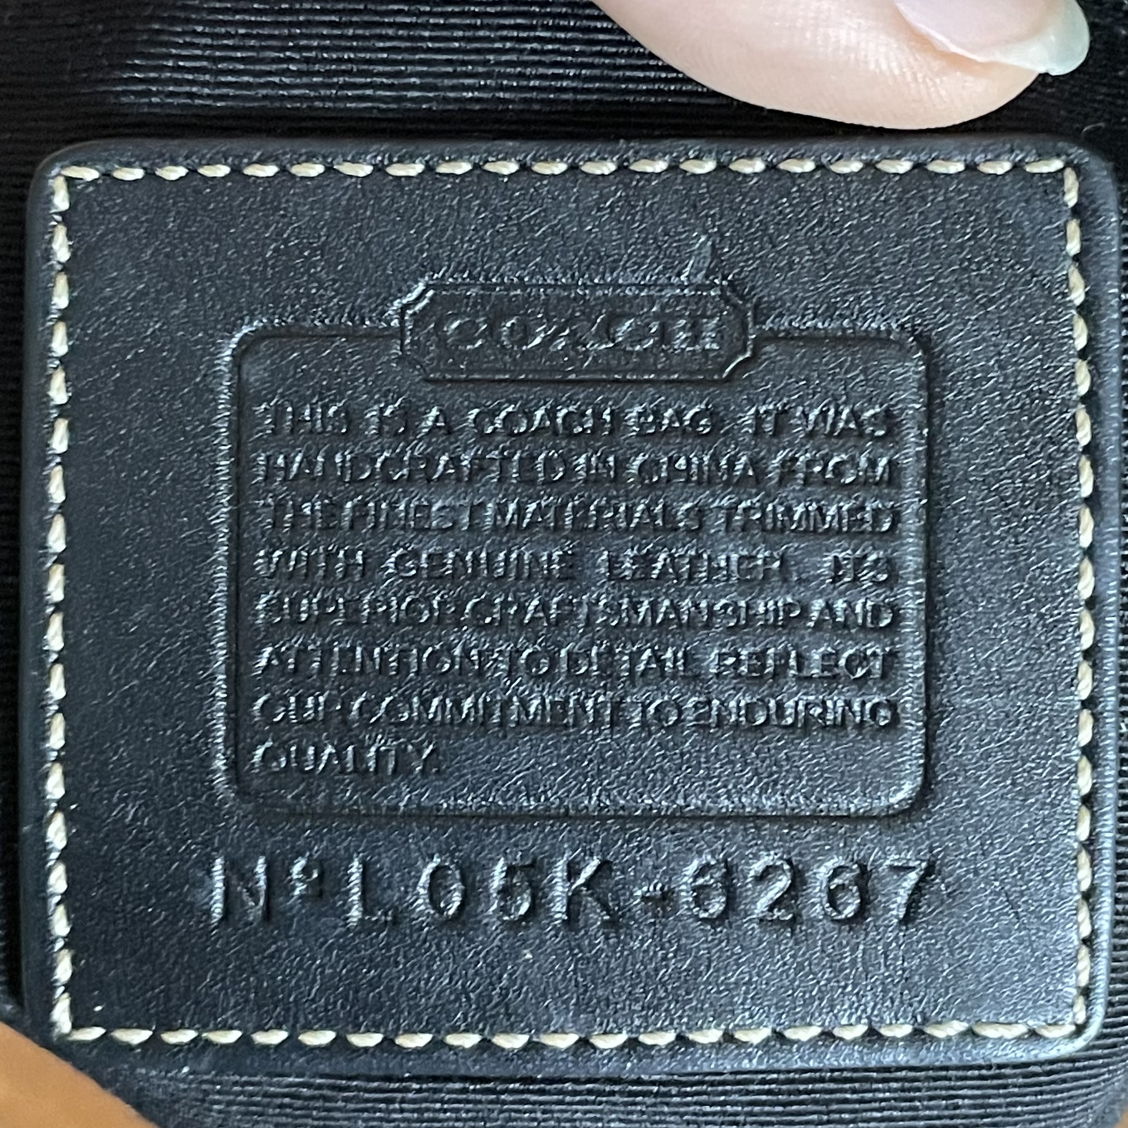 COACH
THIS IS A COACH BAG. IT WAS
HANDCRAFTED IN CHINA FROM
THE FINEST MATERIALS TRIMMED
WITH GENUINE LEATHER. ITS
SUPERIOR CRAFTSMANSHIP AND
ATTENTION TO DETAIL REFLECT
OUR COMMITMENT TO ENDURING
QUALITY.
Nº L05K-6267